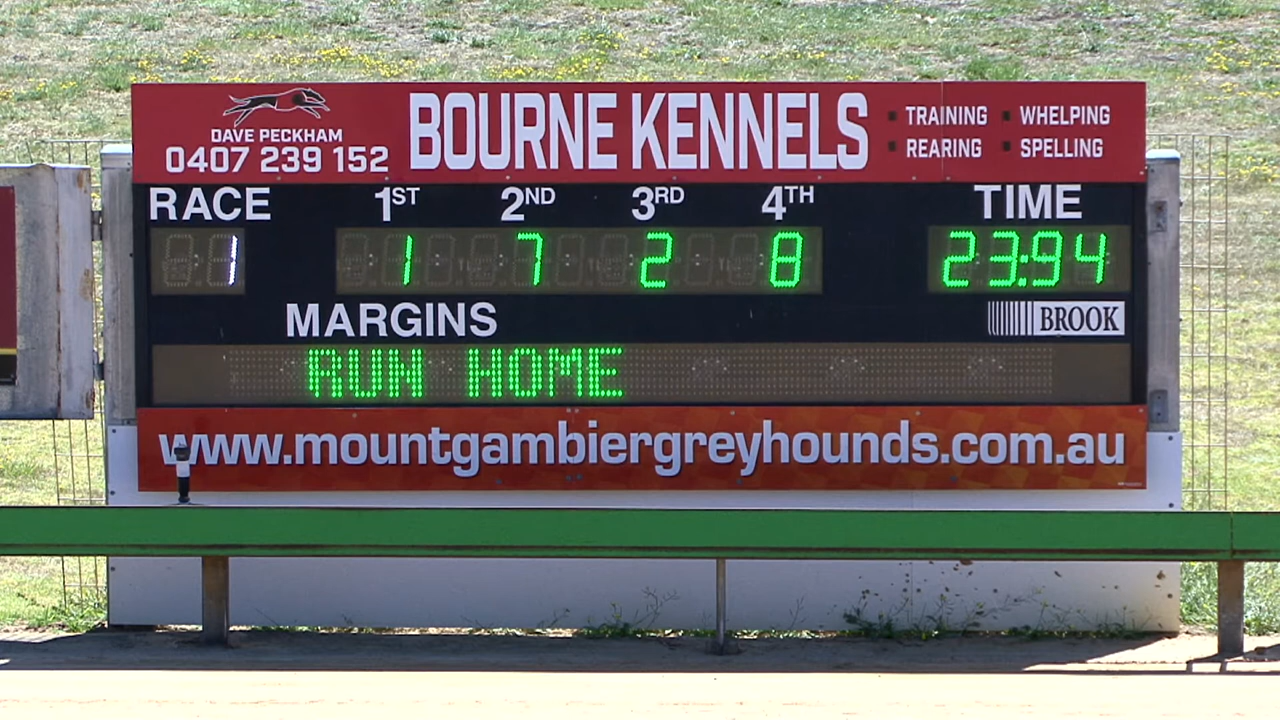 DAVE PECKHAM
0407 239 152
BOURNE KENNELS
▪ TRAINING ▪ WHELPING
▪ REARING ▪ SPELLING
RACE 1ST 2ND 3RD 4TH TIME
1 1 7 2 8 23.94
MARGINS
BROOK
RUN HOME
www.mountgambiergreyhounds.com.au